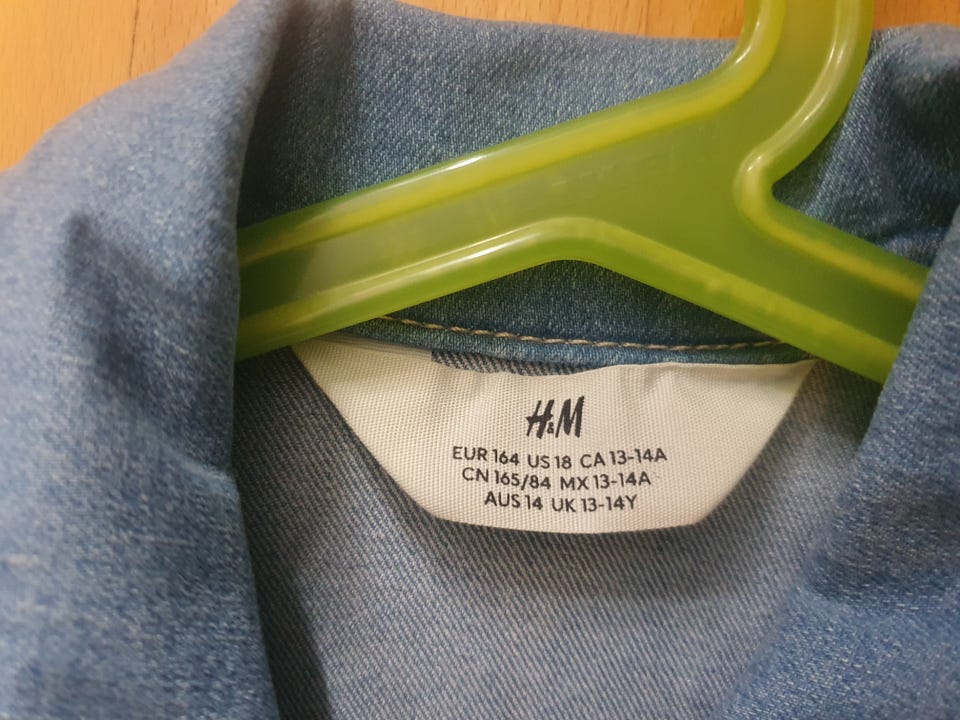 H&M
EUR 164 US 18 CA 13-14A
CN 165/84 MX 13-14A
AUS 14 UK 13-14Y